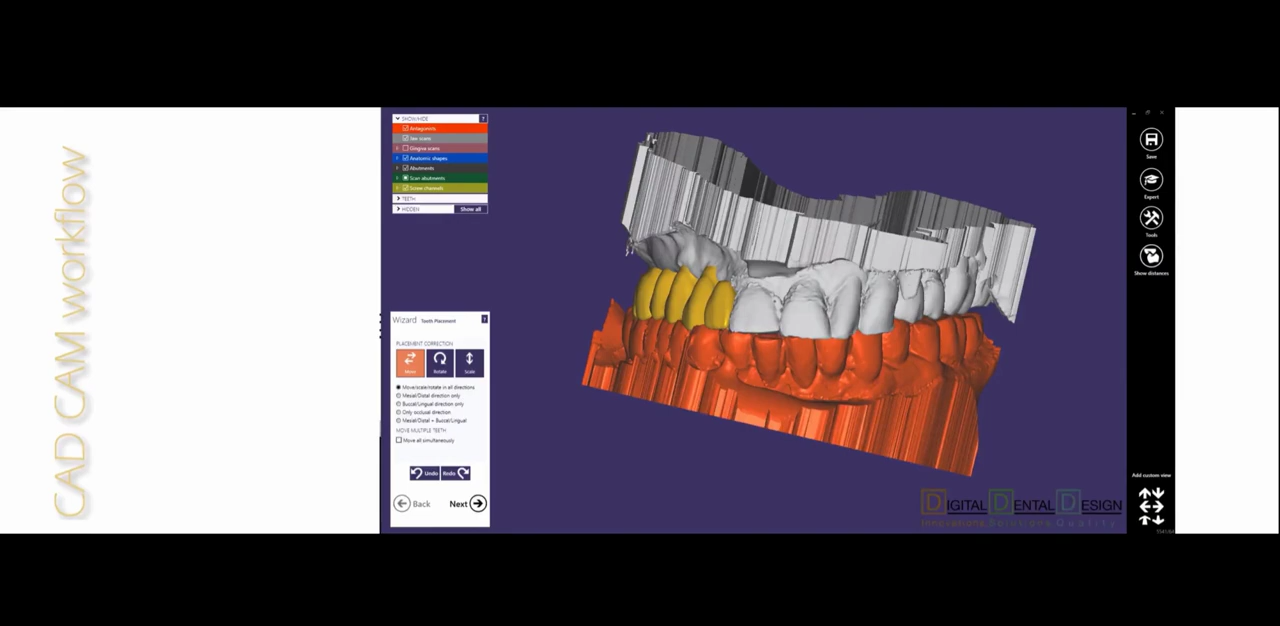 CAD CAM workflow
SHOW/HIDE ?
Antagonists
Jaw scans
Gingiva scans
Anatomic shapes
Abutments
Scan abutments
Screw channels
TEETH
HIDDEN Show all
Wizard Teeth Placement ?
PLACEMENT CORRECTION
Move Rotate Scale
Move/scale/rotate in all directions
Mesial/Distal direction only
Buccal/Lingual direction only
Only occlusal direction
Mesial/Distal + Buccal/Lingual
MOVE MULTIPLE TEETH
Move all simultaneously
Undo Redo
Back Next
Save
Expert
Tools
Show distances
Add custom view
DIGITAL DENTAL DESIGN
Innovations Solutions Quality